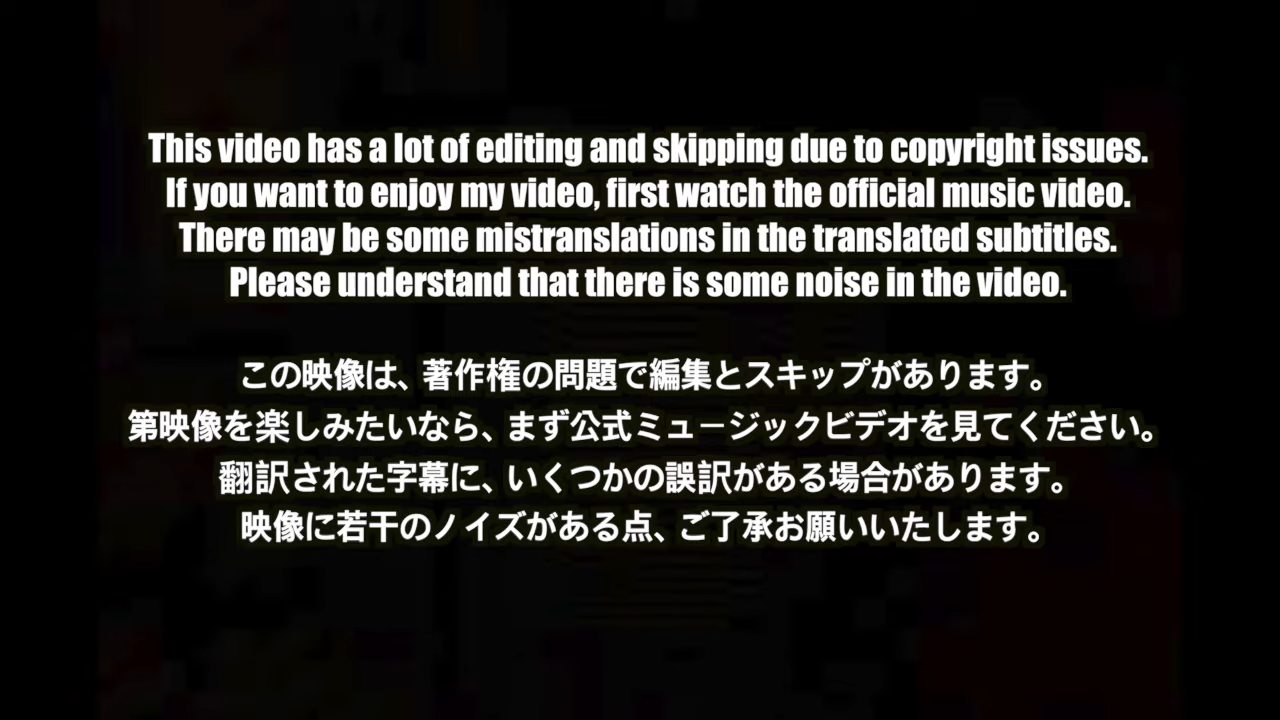 This video has a lot of editing and skipping due to copyright issues.
If you want to enjoy my video, first watch the official music video.
There may be some mistranslations in the translated subtitles.
Please understand that there is some noise in the video.
この映像は、著作権の問題で編集とスキップがあります。
第映像を楽しみたいなら、まず公式ミュージックビデオを見てください。
翻訳された字幕に、いくつかの誤訳がある場合があります。
映像に若干のノイズがある点、ご了承お願いいたします。